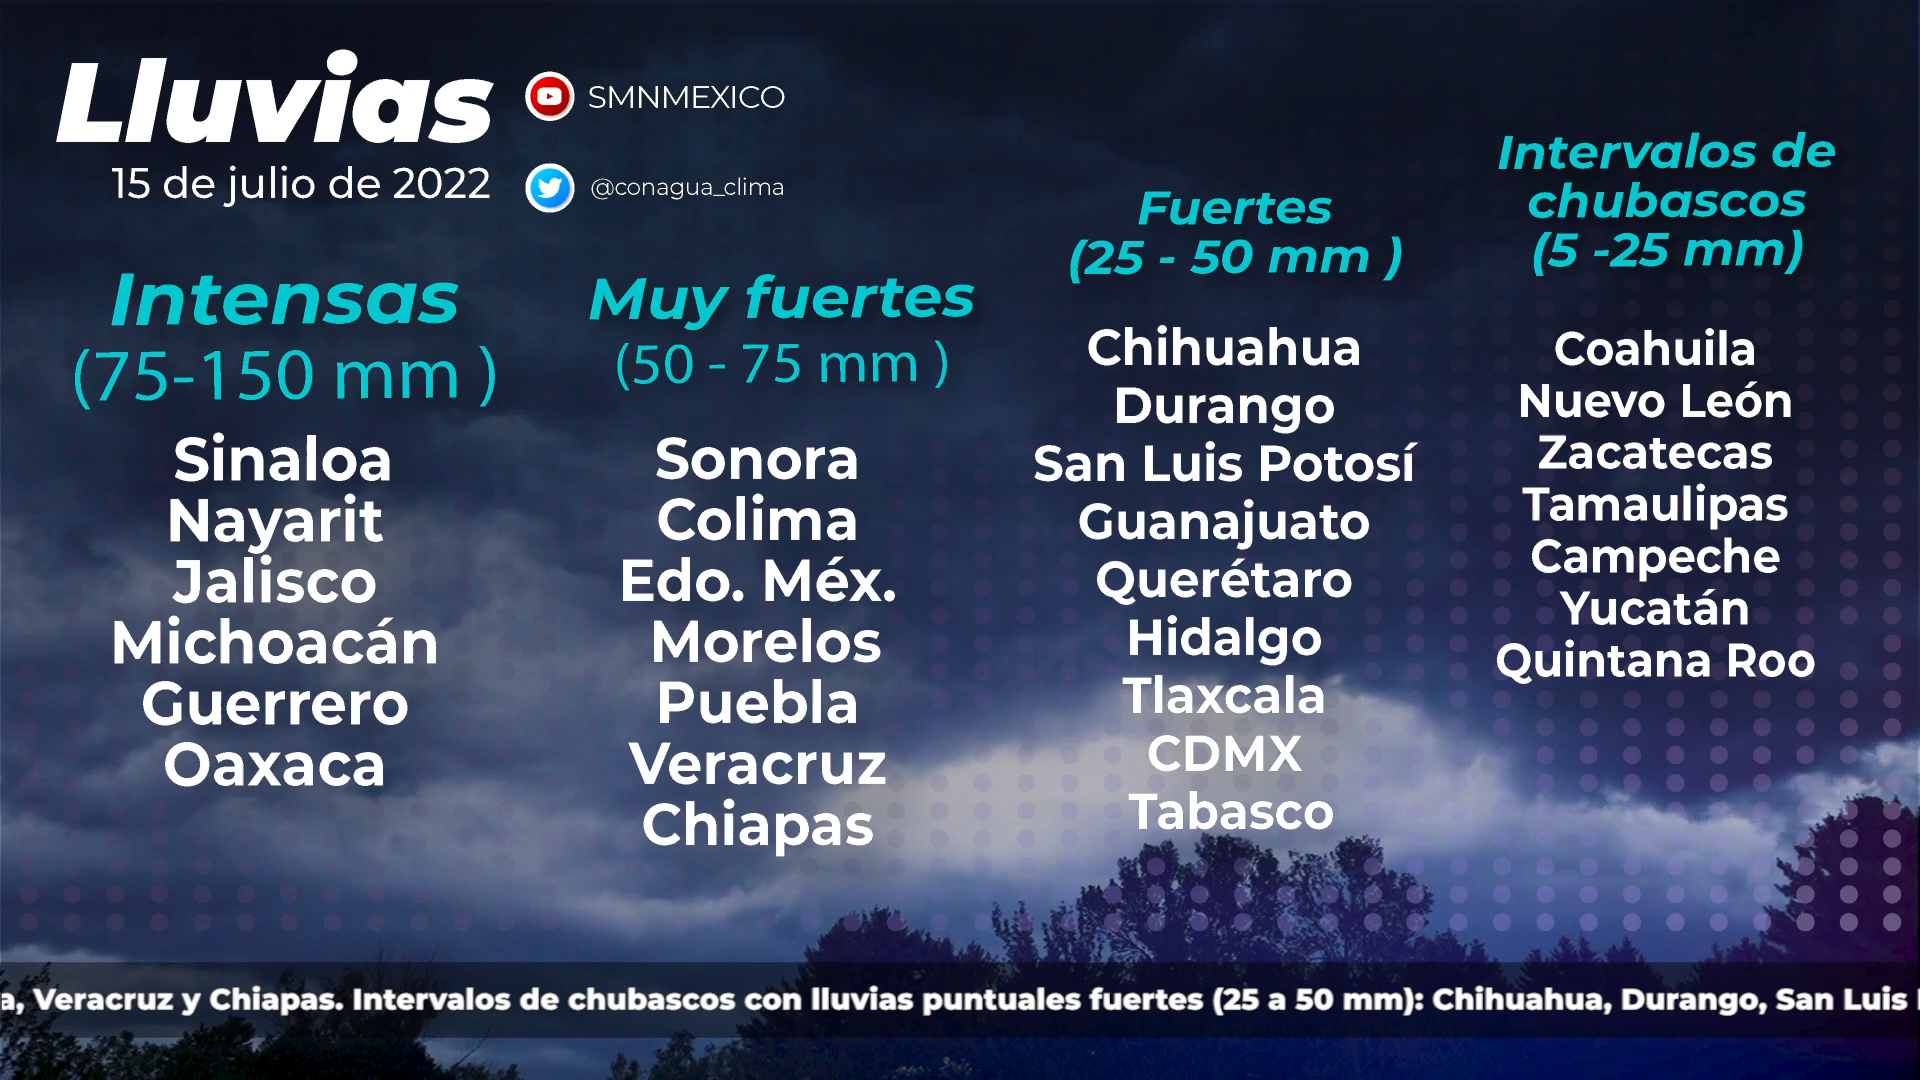 Lluvias
15 de julio de 2022
SMNMEXICO
@conagua_clima
Intensas
(75-150 mm )
Sinaloa
Nayarit
Jalisco
Michoacán
Guerrero
Oaxaca
Muy fuertes
(50 - 75 mm )
Sonora
Colima
Edo. Méx.
Morelos
Puebla
Veracruz
Chiapas
Fuertes
(25 - 50 mm )
Chihuahua
Durango
San Luis Potosí
Guanajuato
Querétaro
Hidalgo
Tlaxcala
CDMX
Tabasco
Intervalos de
chubascos
(5 -25 mm)
Coahuila
Nuevo León
Zacatecas
Tamaulipas
Campeche
Yucatán
Quintana Roo
a, Veracruz y Chiapas. Intervalos de chubascos con lluvias puntuales fuertes (25 a 50 mm): Chihuahua, Durango, San Luis